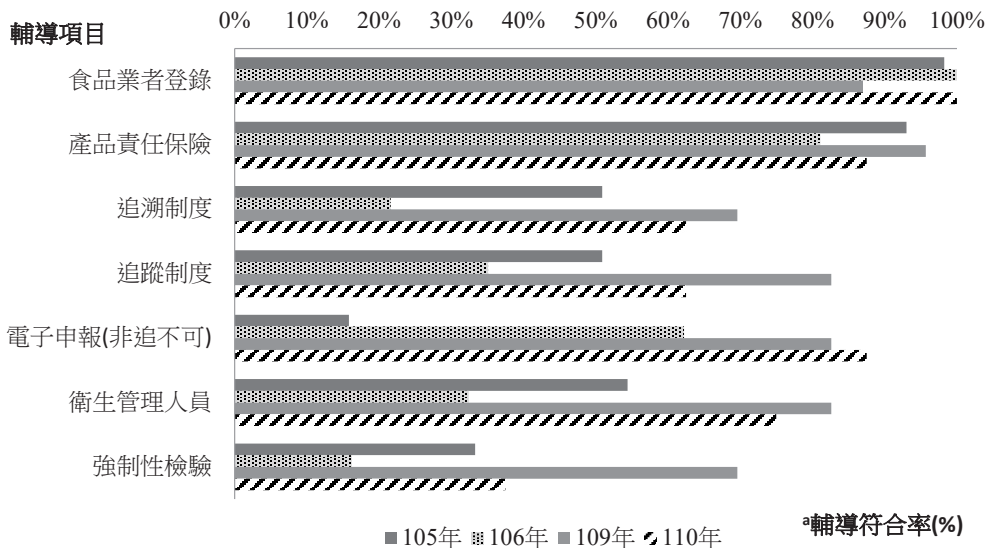 0% 10% 20% 30% 40% 50% 60% 70% 80% 90% 100%
輔導項目
食品業者登錄
產品責任保險
追溯制度
追蹤制度
電子申報(非追不可)
衛生管理人員
強制性檢驗
ª輔導符合率(%)
105年 106年 109年 110年